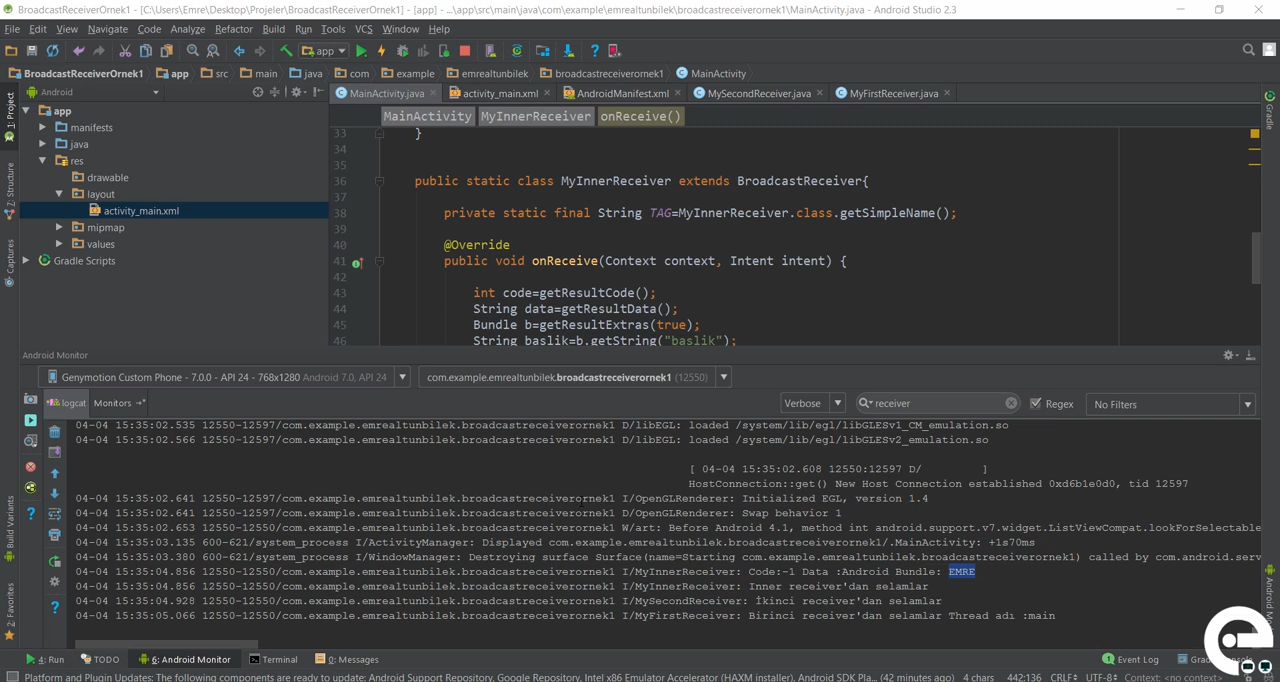 BroadcastReceiverOrnek1 - [C:\Users\Emre\Desktop\Projeler\BroadcastReceiverOrnek1] - [app] - ...\app\src\main\java\com\example\emrealtunbilek\broadcastreceiverornek1\MainActivity.java - Android Studio 2.3
File Edit View Navigate Code Analyze Refactor Build Run Tools VCS Window Help
app
BroadcastReceiverOrnek1 app src main java com example emrealtunbilek broadcastreceiverornek1 MainActivity
Android
MainActivity.java activity_main.xml AndroidManifest.xml MySecondReceiver.java MyFirstReceiver.java
MainActivity MyInnerReceiver onReceive()
1: Project
Z: Structure
Captures
Build Variants
2: Favorites
Gradle
app
manifests
java
res
drawable
layout
activity_main.xml
mipmap
values
Gradle Scripts
33 }
34
35
36 public static class MyInnerReceiver extends BroadcastReceiver{
37
38 private static final String TAG=MyInnerReceiver.class.getSimpleName();
39
40 @Override
41 public void onReceive(Context context, Intent intent) {
42
43 int code=getResultCode();
44 String data=getResultData();
45 Bundle b=getResultExtras(true);
46 String baslik=b.getString("baslik");
Android Monitor
Genymotion Custom Phone - 7.0.0 - API 24 - 768x1280 Android 7.0, API 24
com.example.emrealtunbilek.broadcastreceiverornek1 (12550)
logcat Monitors
Verbose receiver Regex No Filters
04-04 15:35:02.535 12550-12597/com.example.emrealtunbilek.broadcastreceiverornek1 D/libEGL: loaded /system/lib/egl/libGLESv1_CM_emulation.so
04-04 15:35:02.566 12550-12597/com.example.emrealtunbilek.broadcastreceiverornek1 D/libEGL: loaded /system/lib/egl/libGLESv2_emulation.so
[ 04-04 15:35:02.608 12550:12597 D/ ]
HostConnection::get() New Host Connection established 0xd6b1e0d0, tid 12597
04-04 15:35:02.641 12550-12597/com.example.emrealtunbilek.broadcastreceiverornek1 I/OpenGLRenderer: Initialized EGL, version 1.4
04-04 15:35:02.641 12550-12597/com.example.emrealtunbilek.broadcastreceiverornek1 D/OpenGLRenderer: Swap behavior 1
04-04 15:35:02.653 12550-12550/com.example.emrealtunbilek.broadcastreceiverornek1 W/art: Before Android 4.1, method int android.support.v7.widget.ListViewCompat.lookForSelectable
04-04 15:35:03.135 600-621/system_process I/ActivityManager: Displayed com.example.emrealtunbilek.broadcastreceiverornek1/.MainActivity: +1s70ms
04-04 15:35:03.380 600-621/system_process I/WindowManager: Destroying surface Surface(name=Starting com.example.emrealtunbilek.broadcastreceiverornek1) called by com.android.serv
04-04 15:35:04.856 12550-12550/com.example.emrealtunbilek.broadcastreceiverornek1 I/MyInnerReceiver: Code:-1 Data :Android Bundle: EMRE
04-04 15:35:04.856 12550-12550/com.example.emrealtunbilek.broadcastreceiverornek1 I/MyInnerReceiver: Inner receiver'dan selamlar
04-04 15:35:04.928 12550-12550/com.example.emrealtunbilek.broadcastreceiverornek1 I/MySecondReceiver: İkinci receiver'dan selamlar
04-04 15:35:05.066 12550-12550/com.example.emrealtunbilek.broadcastreceiverornek1 I/MyFirstReceiver: Birinci receiver'dan selamlar Thread adı :main
4: Run TODO 6: Android Monitor Terminal 0: Messages Event Log
Platform and Plugin Updates: The following components are ready to update: Android Support Repository, Google Repository, Intel x86 Emulator Accelerator (HAXM installer), Android SDK Pla... (42 minutes ago) 4 chars 442:136 CRLF UTF-8 Context: <no context>